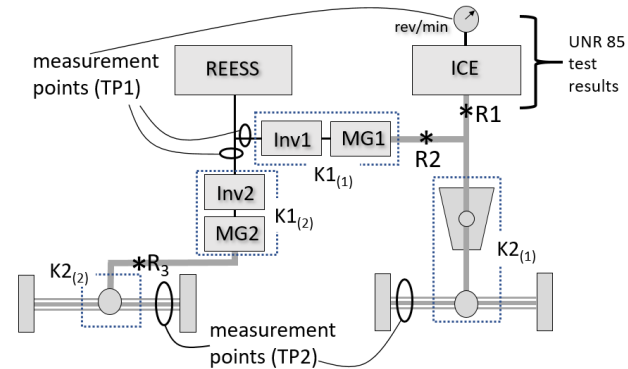 rev/min
UNR 85
test
results
measurement
points (TP1)
REESS
ICE
*R1
Inv1
MG1
*
R2
K1(1)
Inv2
MG2
K1(2)
K2(1)
K2(2)
*R3
measurement
points (TP2)